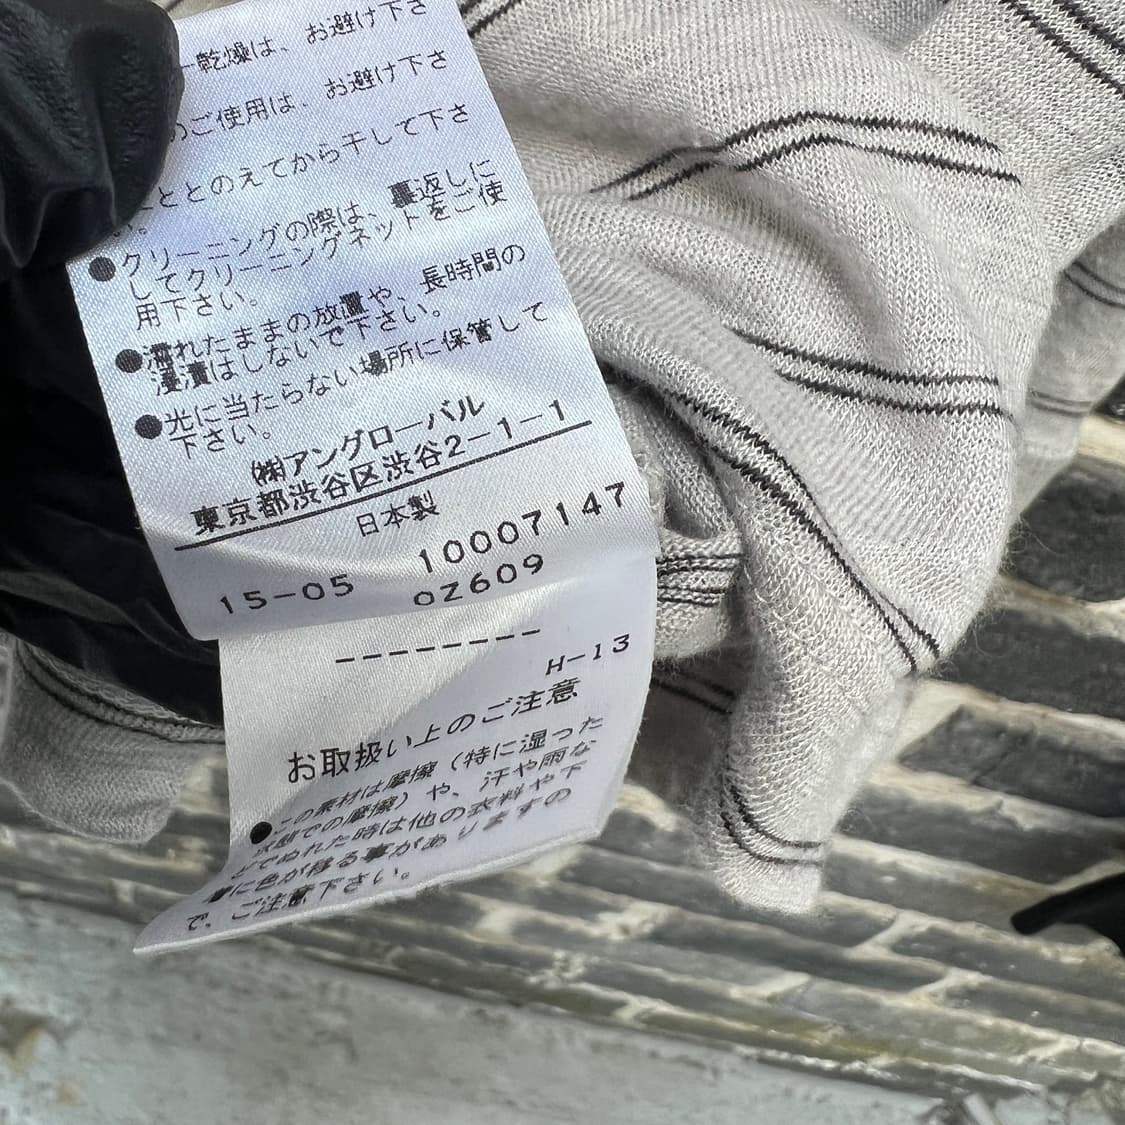 乾燥は、お避け下さ
のご使用は、お避け下さ
ととのえてから干して下さ
い。
●クリーニングの際は、裏返しに
してクリーニングネットをご使
用下さい。
●濡れたままの放置や、長時間の
浸漬はしないで下さい。
●光に当たらない場所に保管して
下さい。
㈱アングローバル
東京都渋谷区渋谷2-1-1
日本製
15-05 10007147
OZ609
--------
H-13
お取扱い上のご注意
●この素材は摩擦（特に湿った
状態での摩擦）や、汗や雨な
どでぬれた時は他の衣料や下
着に色が移る事がありますの
で、ご注意下さい。